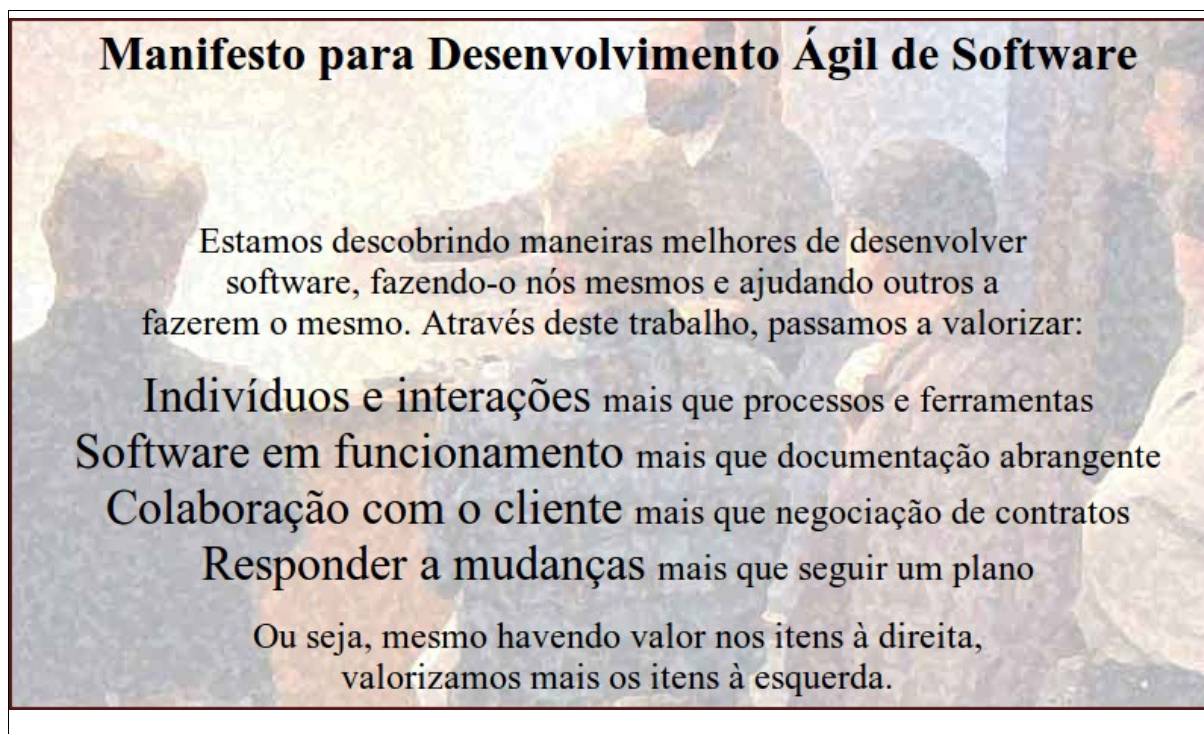 Manifesto para Desenvolvimento Ágil de Software
Estamos descobrindo maneiras melhores de desenvolver
software, fazendo-o nós mesmos e ajudando outros a
fazerem o mesmo. Através deste trabalho, passamos a valorizar:
Indivíduos e interações mais que processos e ferramentas
Software em funcionamento mais que documentação abrangente
Colaboração com o cliente mais que negociação de contratos
Responder a mudanças mais que seguir um plano
Ou seja, mesmo havendo valor nos itens à direita,
valorizamos mais os itens à esquerda.